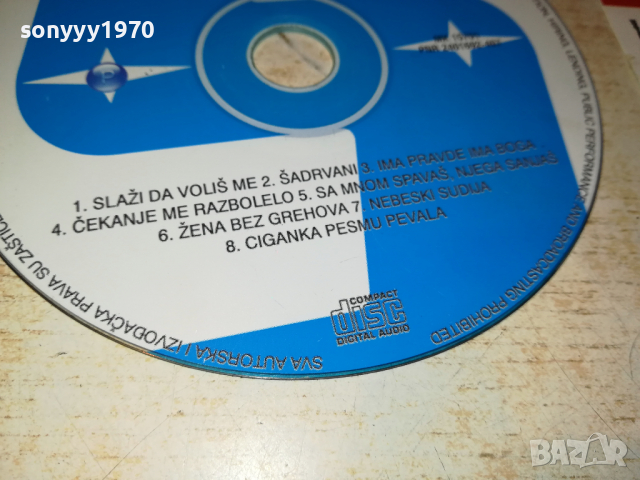 sonyyy1970
1. SLAŽI DA VOLIŠ ME 2. ŠADRVANI 3. IMA PRAVDE IMA BOGA
4. ČEKANJE ME RAZBOLELO 5. SA MNOM SPAVAŠ, NJEGA SANJAŠ
6. ŽENA BEZ GREHOVA 7. NEBESKI SUDIJA
8. CIGANKA PESMU PEVALA
COMPACT
disc
DIGITAL AUDIO
SVA AUTORSKA I IZVOĐAČKA PRAVA SU ZAŠTIĆ
PUBLIC PERFORMANCE AND BROADCASTING PROHIBITED
bazar
БАЗАР